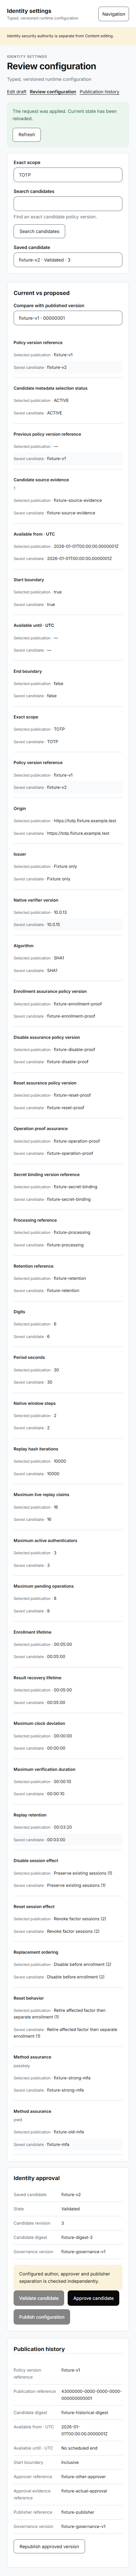 Identity settings
Typed, versioned runtime configuration
Navigation
Identity security authority is separate from Content editing.
IDENTITY SETTINGS
Review configuration
Typed, versioned runtime configuration
Edit draft Review configuration Publication history
The request was applied. Current state has been
reloaded.
Refresh
Exact scope
TOTP
Search candidates
Find an exact candidate policy version.
Search candidates
Saved candidate
fixture-v2 · Validated · 3
Current vs proposed
Compare with published version
fixture-v1 · 00000001
Policy version reference
Selected publication · fixture-v1
Saved candidate · fixture-v2
Candidate metadata selection status
Selected publication · ACTIVE
Saved candidate · ACTIVE
Previous policy version reference
Selected publication · —
Saved candidate · fixture-v1
Candidate source evidence
1
Selected publication · fixture-source-evidence
Saved candidate · fixture-source-evidence
Available from · UTC
Selected publication · 2026-01-01T00:00:00.0000001Z
Saved candidate · 2026-01-01T00:00:00.0000001Z
Start boundary
Selected publication · true
Saved candidate · true
Available until · UTC
Selected publication · —
Saved candidate · —
End boundary
Selected publication · false
Saved candidate · false
Exact scope
Selected publication · TOTP
Saved candidate · TOTP
Policy version reference
Selected publication · fixture-v1
Saved candidate · fixture-v2
Origin
Selected publication · https://totp.fixture.example.test
Saved candidate · https://totp.fixture.example.test
Issuer
Selected publication · Fixture only
Saved candidate · Fixture only
Native verifier version
Selected publication · 10.0.13
Saved candidate · 10.0.15
Algorithm
Selected publication · SHA1
Saved candidate · SHA1
Enrollment assurance policy version
Selected publication · fixture-enrollment-proof
Saved candidate · fixture-enrollment-proof
Disable assurance policy version
Selected publication · fixture-disable-proof
Saved candidate · fixture-disable-proof
Reset assurance policy version
Selected publication · fixture-reset-proof
Saved candidate · fixture-reset-proof
Operation proof assurance
Selected publication · fixture-operation-proof
Saved candidate · fixture-operation-proof
Secret binding version reference
Selected publication · fixture-secret-binding
Saved candidate · fixture-secret-binding
Processing reference
Selected publication · fixture-processing
Saved candidate · fixture-processing
Retention reference
Selected publication · fixture-retention
Saved candidate · fixture-retention
Digits
Selected publication · 6
Saved candidate · 6
Period seconds
Selected publication · 30
Saved candidate · 30
Native window steps
Selected publication · 2
Saved candidate · 2
Replay hash iterations
Selected publication · 10000
Saved candidate · 10000
Maximum live replay claims
Selected publication · 16
Saved candidate · 16
Maximum active authenticators
Selected publication · 3
Saved candidate · 3
Maximum pending operations
Selected publication · 8
Saved candidate · 8
Enrollment lifetime
Selected publication · 00:05:00
Saved candidate · 00:05:00
Result recovery lifetime
Selected publication · 00:05:00
Saved candidate · 00:05:00
Maximum clock deviation
Selected publication · 00:00:00
Saved candidate · 00:00:00
Maximum verification duration
Selected publication · 00:00:10
Saved candidate · 00:00:10
Replay retention
Selected publication · 00:03:20
Saved candidate · 00:03:00
Disable session effect
Selected publication · Preserve existing sessions (1)
Saved candidate · Preserve existing sessions (1)
Reset session effect
Selected publication · Revoke factor sessions (2)
Saved candidate · Revoke factor sessions (2)
Replacement ordering
Selected publication · Disable before enrollment (2)
Saved candidate · Disable before enrollment (2)
Reset behavior
Selected publication · Retire affected factor then
separate enrollment (1)
Saved candidate · Retire affected factor then separate
enrollment (1)
Method assurance
passkey
Selected publication · fixture-strong-mfa
Saved candidate · fixture-strong-mfa
Method assurance
pwd
Selected publication · fixture-old-mfa
Saved candidate · fixture-mfa
Identity approval
Saved candidate fixture-v2
State Validated
Candidate revision 3
Candidate digest fixture-digest-3
Governance version fixture-governance-v1
Configured author, approver and publisher
separation is checked independently.
Validate candidate Approve candidate
Publish configuration
Publication history
Policy version
reference
fixture-v1
Publication reference 43000000-0000-0000-0000-
000000000001
Candidate digest fixture-historical-digest
Available from · UTC 2026-01-
01T00:00:00.0000001Z
Available until · UTC No scheduled end
Start boundary Inclusive
Approver reference fixture-other-approver
Approval evidence
reference
fixture-actual-approval
Publisher reference fixture-publisher
Governance version fixture-governance-v1
Republish approved version